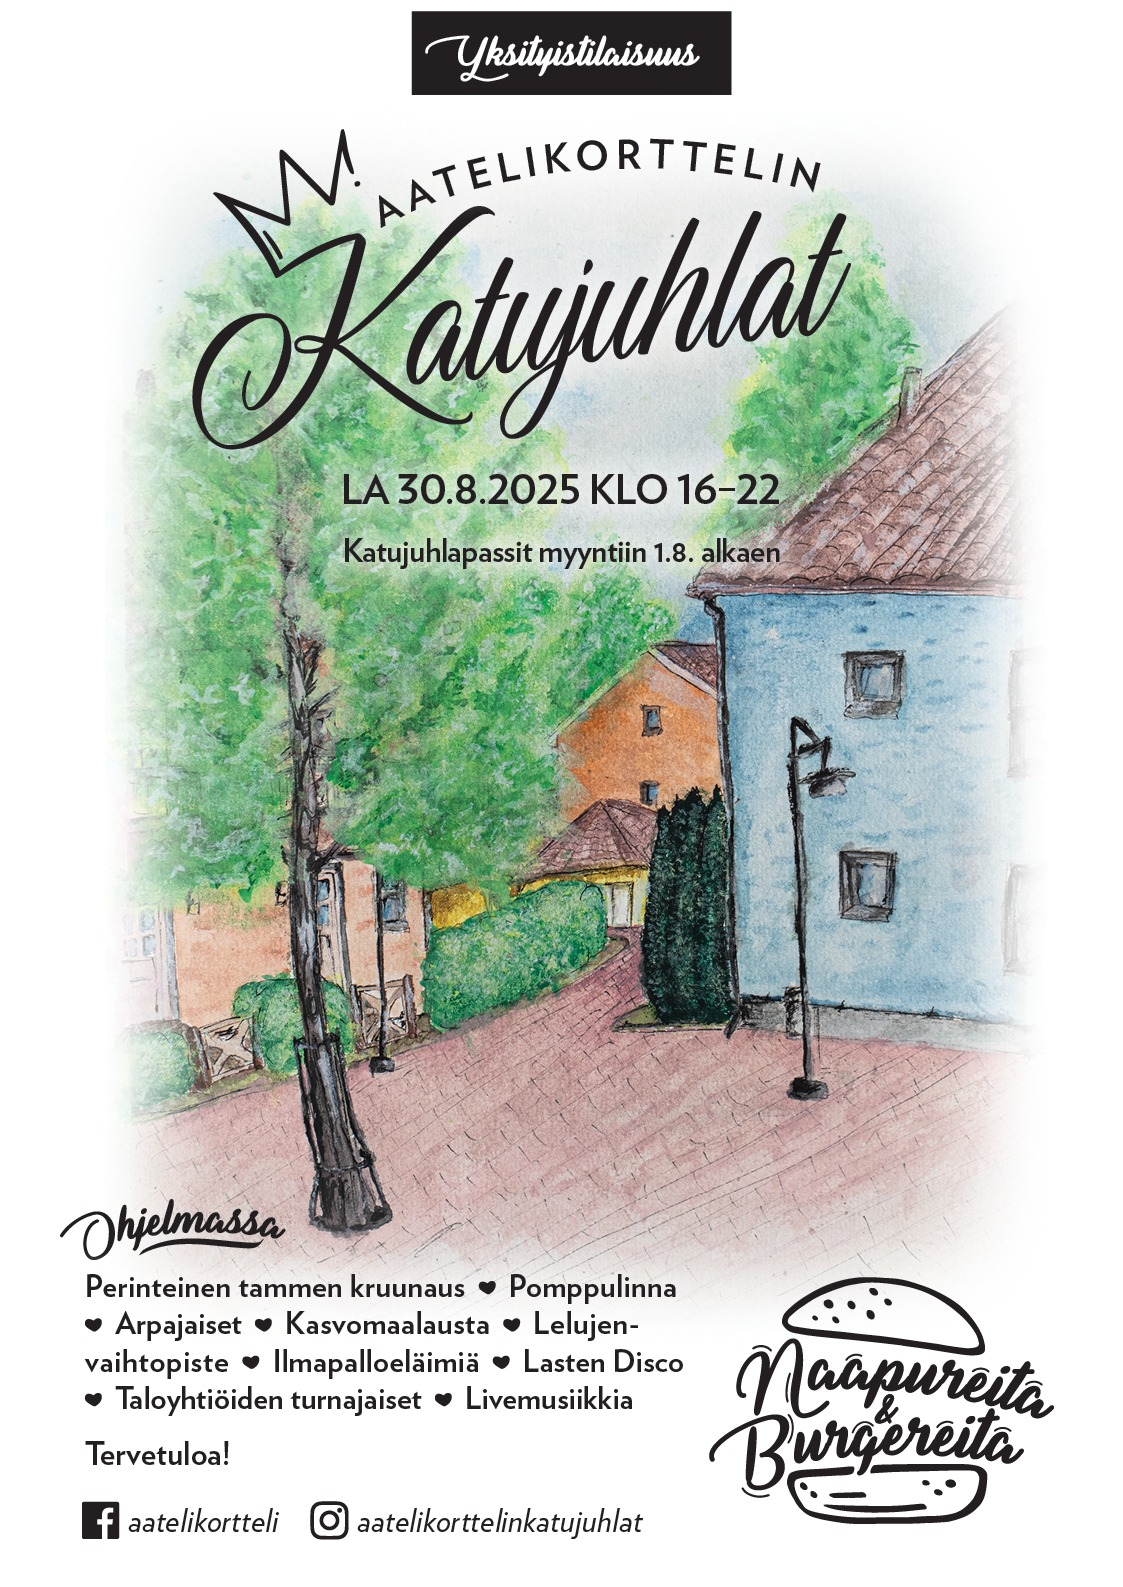 Yksityistilaisuus
AATELIKORTTELIN
Katujuhlat
LA 30.8.2025 KLO 16–22
Katujuhlapassit myyntiin 1.8. alkaen
Ohjelmassa
Perinteinen tammen kruunaus ♥ Pomppulinna
♥ Arpajaiset ♥ Kasvomaalausta ♥ Lelujen-
vaihtopiste ♥ Ilmapalloeläimiä ♥ Lasten Disco
♥ Taloyhtiöiden turnajaiset ♥ Livemusiikkia
Tervetuloa!
aatelikortteli aatelikorttelinkatujuhlat
Naapureita
&
Burgereita